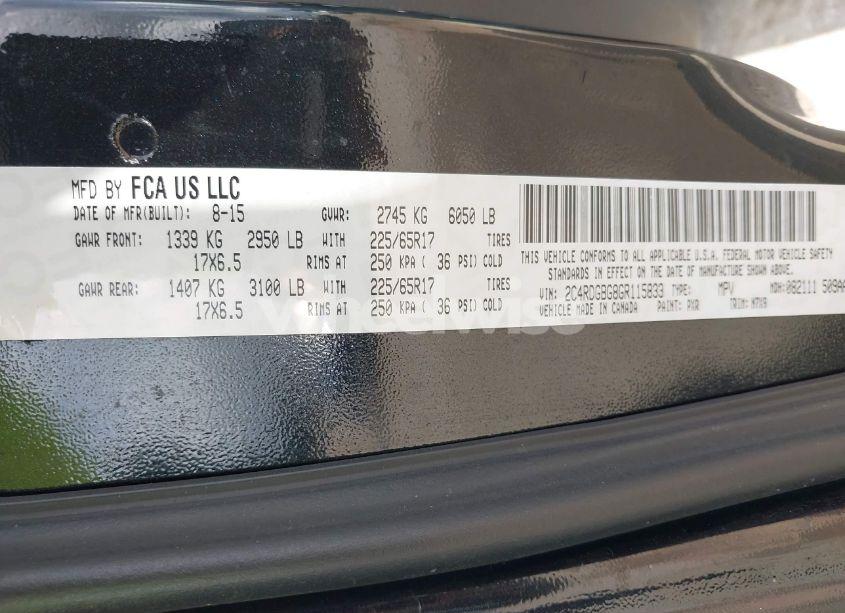 MFD BY FCA US LLC
DATE OF MFR(BUILT): 8-15 GVWR: 2745 KG 6050 LB
GAWR FRONT: 1339 KG 2950 LB WITH 225/65R17 TIRES
17X6.5 RIMS AT 250 KPA ( 36 PSI) COLD
GAWR REAR: 1407 KG 3100 LB WITH 225/65R17 TIRES
17X6.5 RIMS AT 250 KPA ( 36 PSI) COLD
THIS VEHICLE CONFORMS TO ALL APPLICABLE U.S.A. FEDERAL MOTOR VEHICLE SAFETY
STANDARDS IN EFFECT ON THE DATE OF MANUFACTURE SHOWN ABOVE.
VIN: 2C4RDGBG8GR115833 TYPE: MPV MDH: 082111 509AA
VEHICLE MADE IN CANADA PAINT: PXR TRIM: